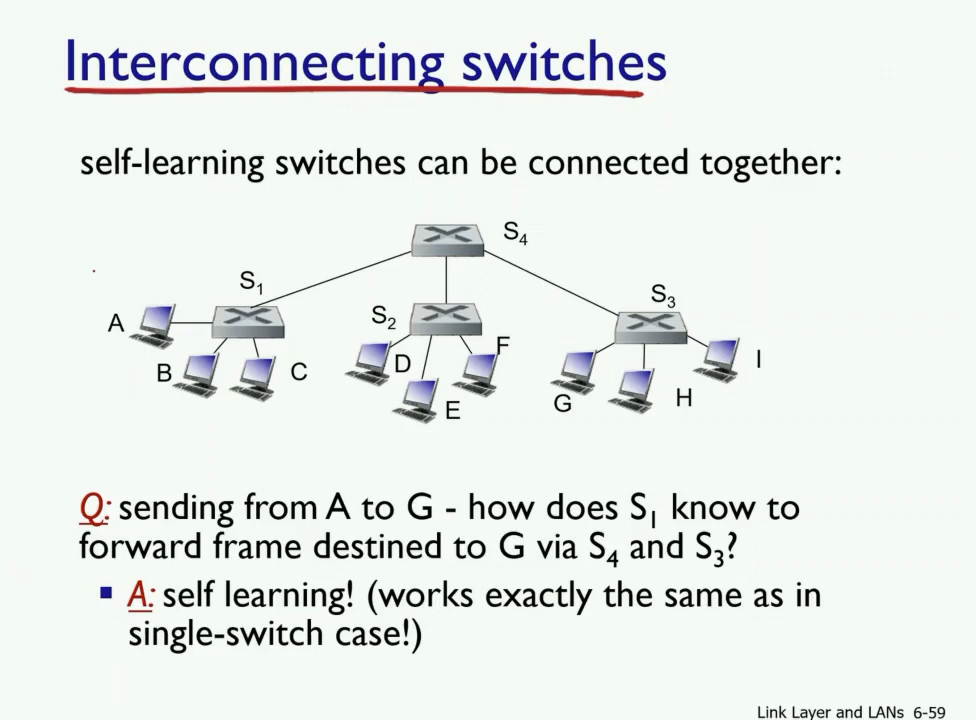 Interconnecting switches
self-learning switches can be connected together:
S4
S1
S3
A
S2
F
D
I
B
C
E
G
H
Q: sending from A to G - how does S1 know to
forward frame destined to G via S4 and S3?
▪ A: self learning! (works exactly the same as in
single-switch case!)
Link Layer and LANs 6-59